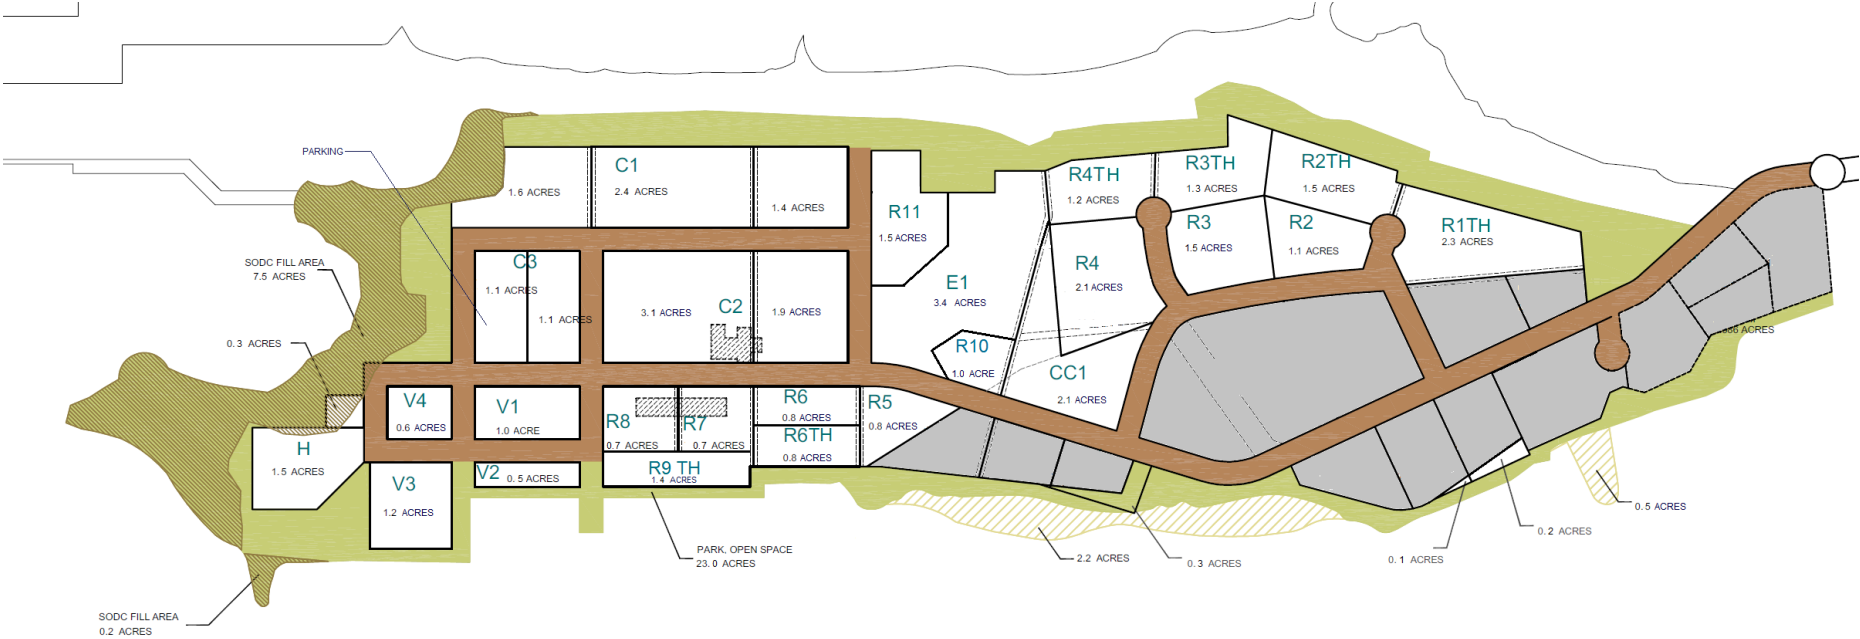 PARKING
C1
1.6 ACRES
2.4 ACRES
1.4 ACRES
R11
1.5 ACRES
R4TH
1.2 ACRES
R3TH
1.3 ACRES
R2TH
1.5 ACRES
R3
1.5 ACRES
R2
1.1 ACRES
R1TH
2.3 ACRES
SODC FILL AREA
7.5 ACRES
C3
1.1 ACRES
1.1 ACRES
3.1 ACRES
C2
1.9 ACRES
E1
3.4 ACRES
R4
2.1 ACRES
0.3 ACRES
R10
1.0 ACRE
CC1
2.1 ACRES
ACRES
V4
0.6 ACRES
V1
1.0 ACRE
R8
0.7 ACRES
R7
0.7 ACRES
R6
0.8 ACRES
R5
0.8 ACRES
R6TH
0.8 ACRES
H
1.5 ACRES
V3
1.2 ACRES
V2 0.5 ACRES
R9 TH
1.4 ACRES
PARK, OPEN SPACE
23.0 ACRES
2.2 ACRES
0.3 ACRES
0.1 ACRES
0.2 ACRES
0.5 ACRES
SODC FILL AREA
0.2 ACRES